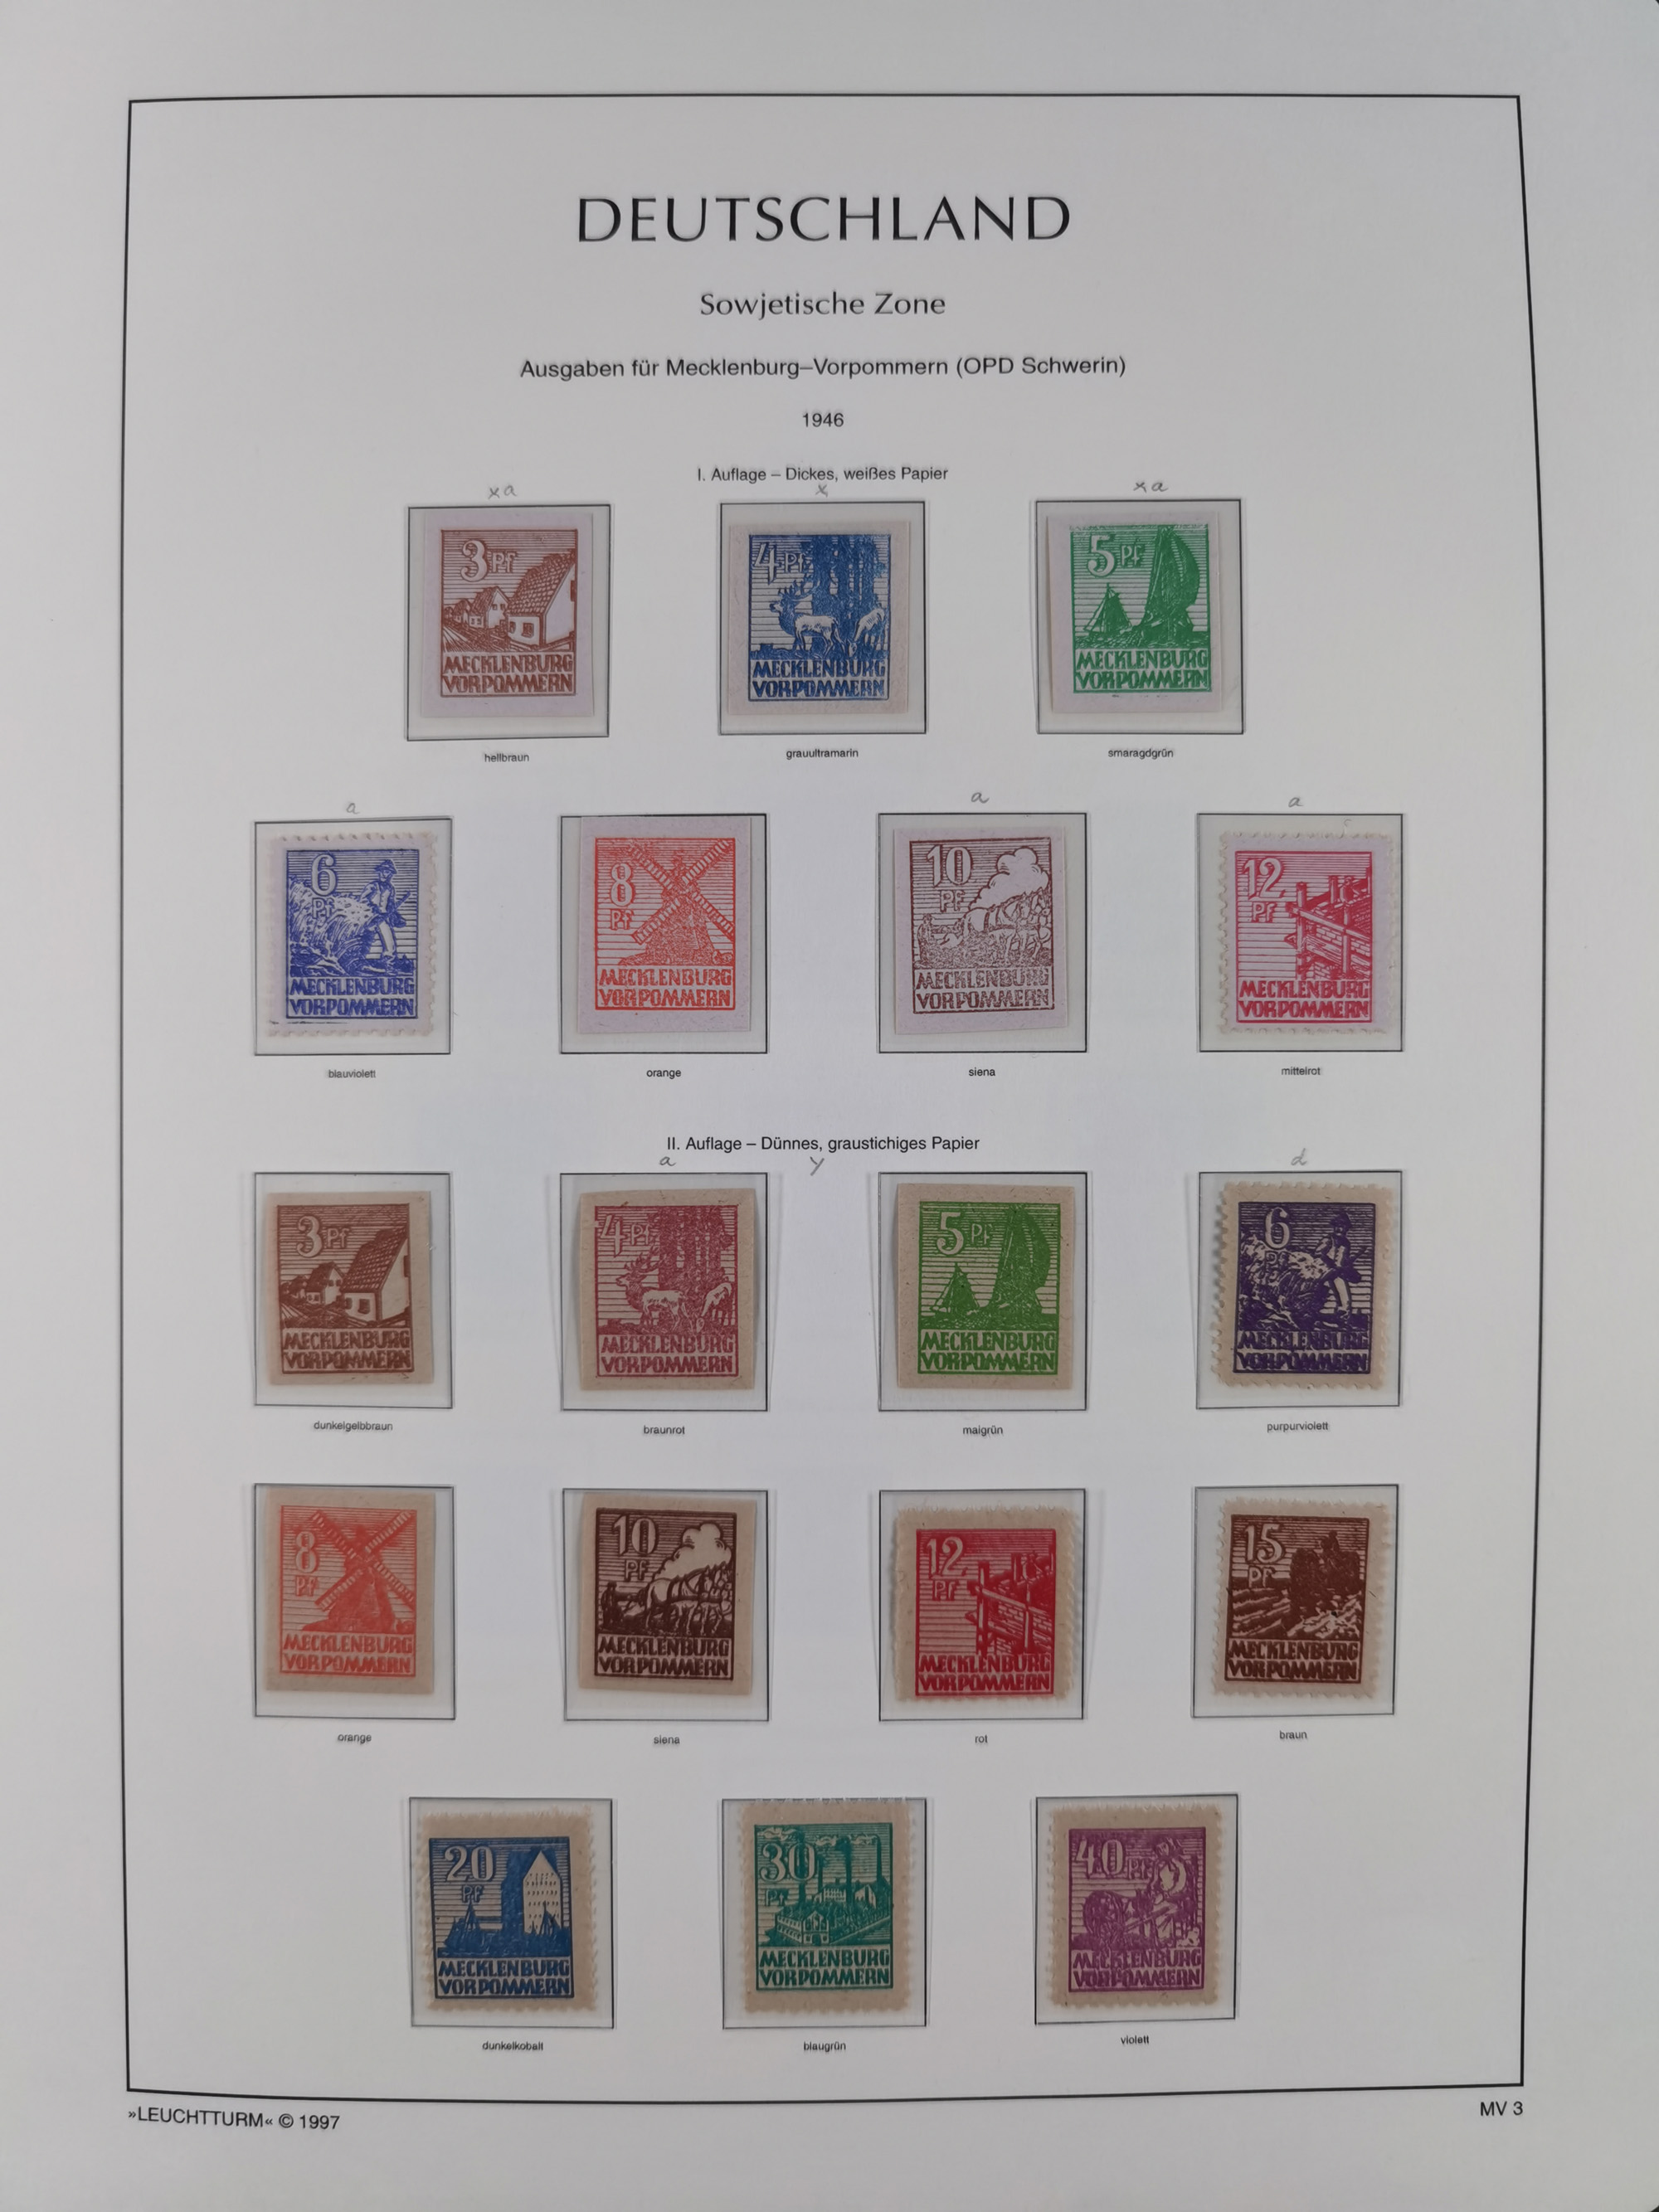 DEUTSCHLAND
Sowjetische Zone
Ausgaben für Mecklenburg–Vorpommern (OPD Schwerin)
1946
I. Auflage – Dickes, weißes Papier
xa x xa
3 Pf MECKLENBURG VORPOMMERN
4 Pf MECKLENBURG VORPOMMERN
5 Pf MECKLENBURG VORPOMMERN
hellbraun grauultramarin smaragdgrün
a a a
6 Pf MECKLENBURG VORPOMMERN
8 Pf MECKLENBURG VORPOMMERN
10 PF MECKLENBURG VORPOMMERN
12 PF MECKLENBURG VORPOMMERN
blauviolett orange siena mittelrot
II. Auflage – Dünnes, graustichiges Papier
a y d
3 Pf MECKLENBURG VORPOMMERN
4 Pf MECKLENBURG VORPOMMERN
5 Pf MECKLENBURG VORPOMMERN
6 Pf MECKLENBURG VORPOMMERN
dunkelgelbbraun braunrot maigrün purpurviolett
8 Pf MECKLENBURG VORPOMMERN
10 PF MECKLENBURG VORPOMMERN
12 PF MECKLENBURG VORPOMMERN
15 PF MECKLENBURG VORPOMMERN
orange siena rot braun
20 PF MECKLENBURG VORPOMMERN
30 PF MECKLENBURG VORPOMMERN
40 PF MECKLENBURG VORPOMMERN
dunkelkobalt blaugrün violett
»LEUCHTTURM« © 1997 MV 3